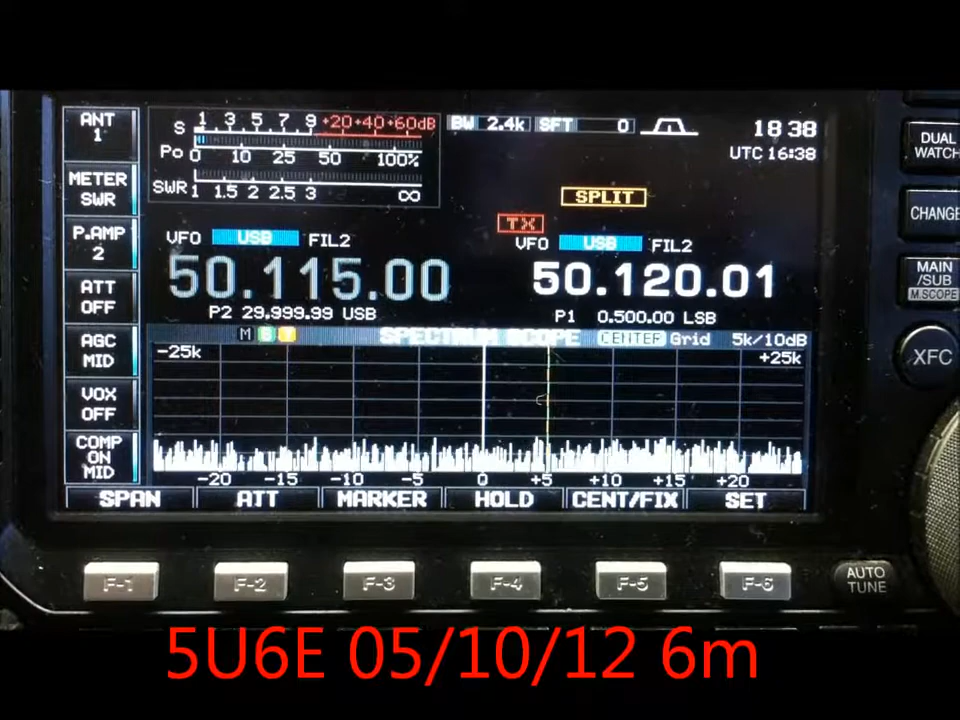 ANT 1
METER SWR
P.AMP 2
ATT OFF
AGC MID
VOX OFF
COMP ON MID
S 1 3 5 7 9 +20+40+60dB
Po 0 10 25 50 100%
SWR 1 1.5 2 2.5 3 ∞
BW 2.4k SFT 0
18:38
UTC 16:38
SPLIT
TX
VFO USB FIL2
50.115.00
P2 29.999.99 USB
VFO USB FIL2
50.120.01
P1 0.500.00 LSB
M S T SPECTRUM SCOPE CENTER Grid 5k/10dB
-25k +25k
-20 -15 -10 -5 0 +5 +10 +15 +20
SPAN ATT MARKER HOLD CENT/FIX SET
F-1 F-2 F-3 F-4 F-5 F-6
AUTO TUNE
DUAL WATCH
CHANGE
MAIN /SUB
M.SCOPE
XFC
5U6E 05/10/12 6m